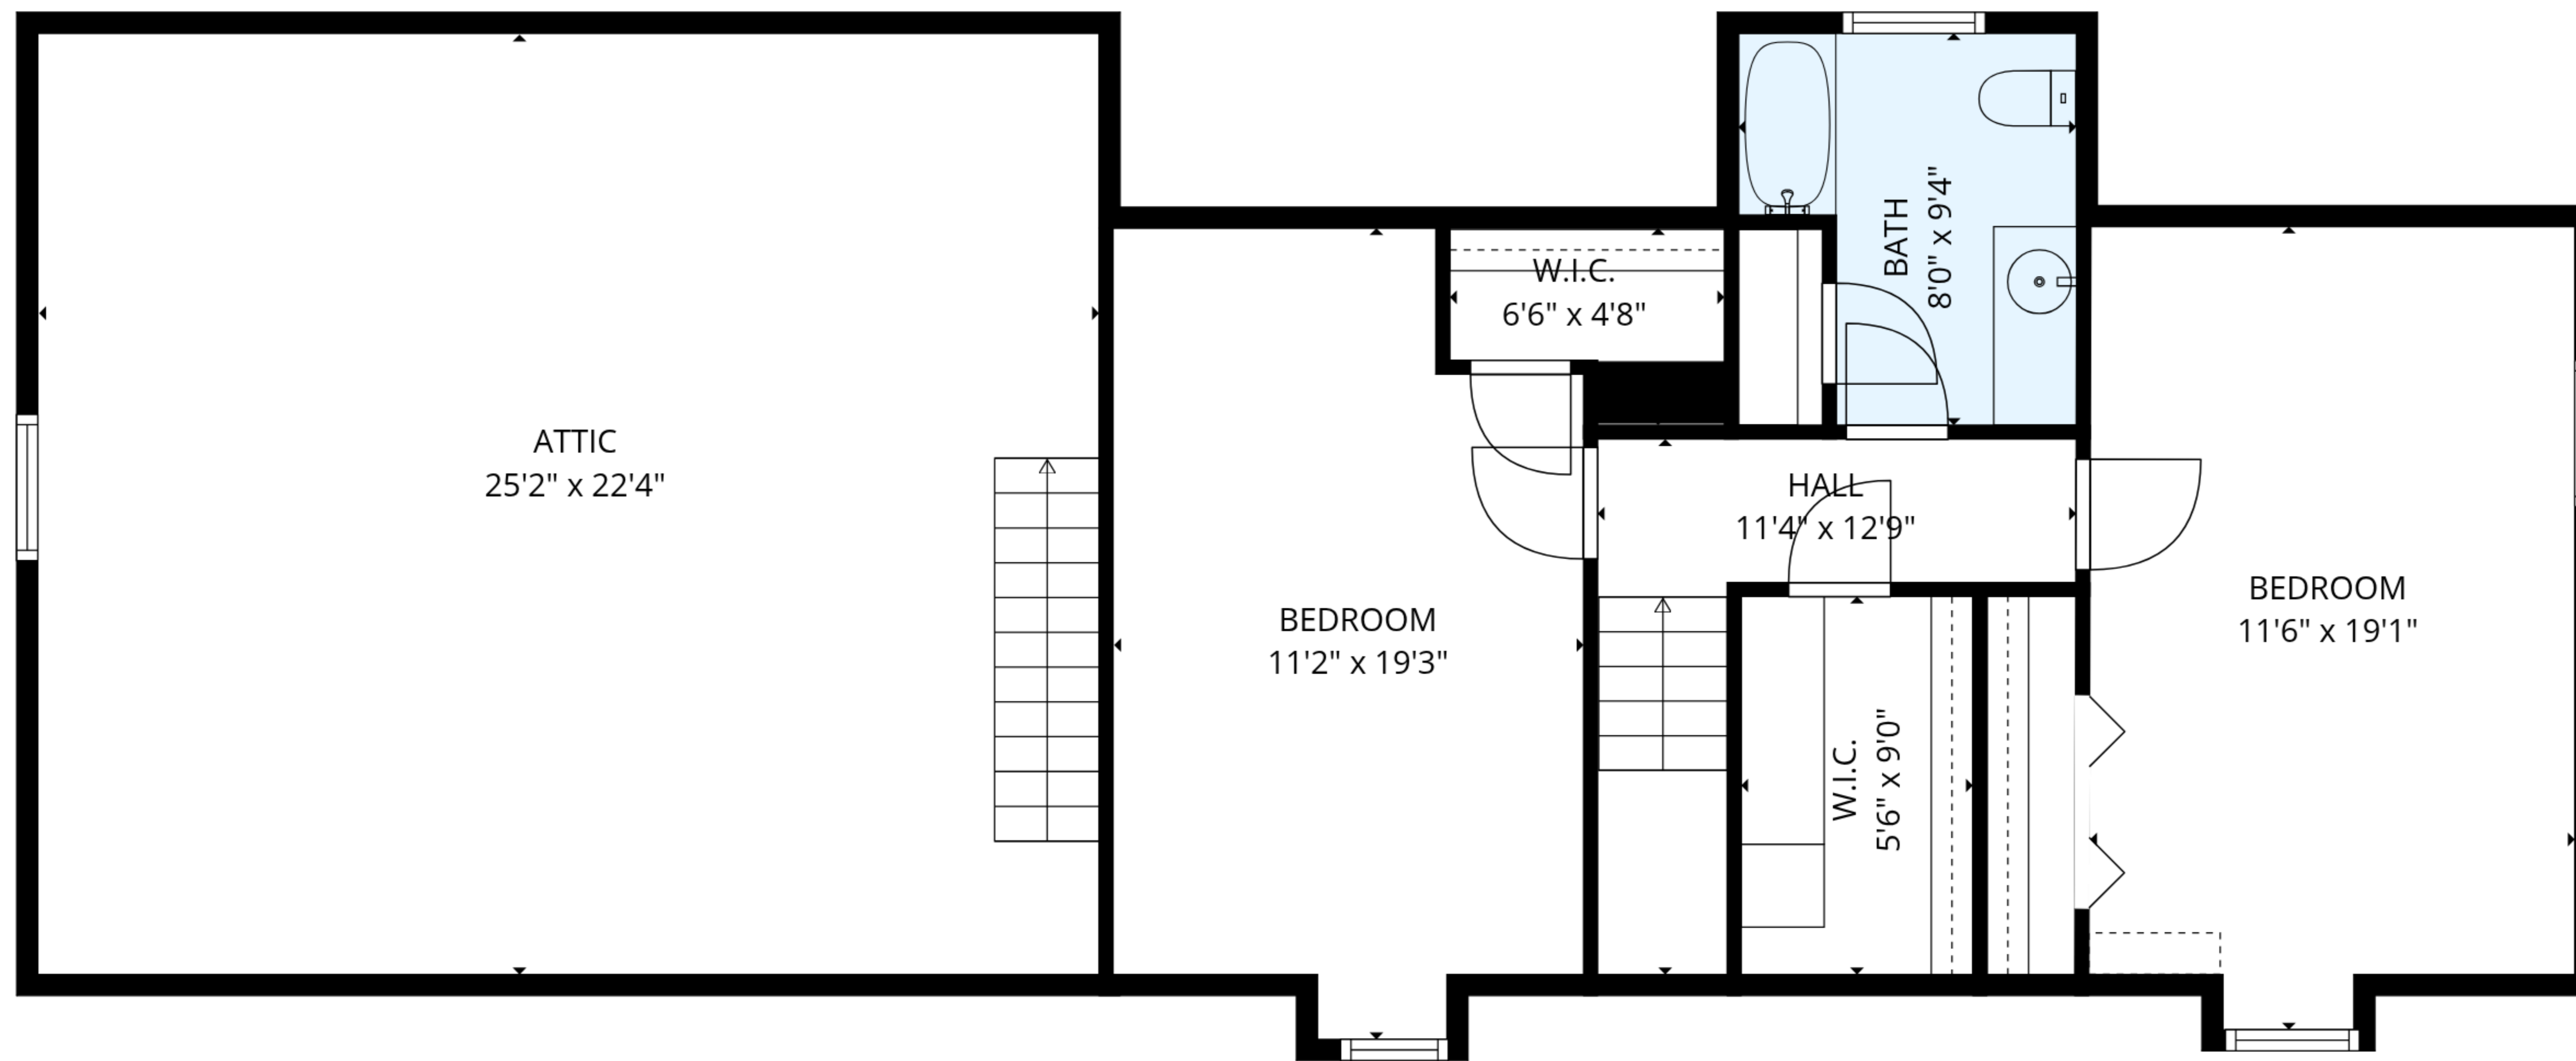 ATTIC
25'2" x 22'4"
BEDROOM
11'2" x 19'3"
W.I.C.
6'6" x 4'8"
BATH
8'0" x 9'4"
HALL
11'4" x 12'9"
W.I.C.
5'6" x 9'0"
BEDROOM
11'6" x 19'1"